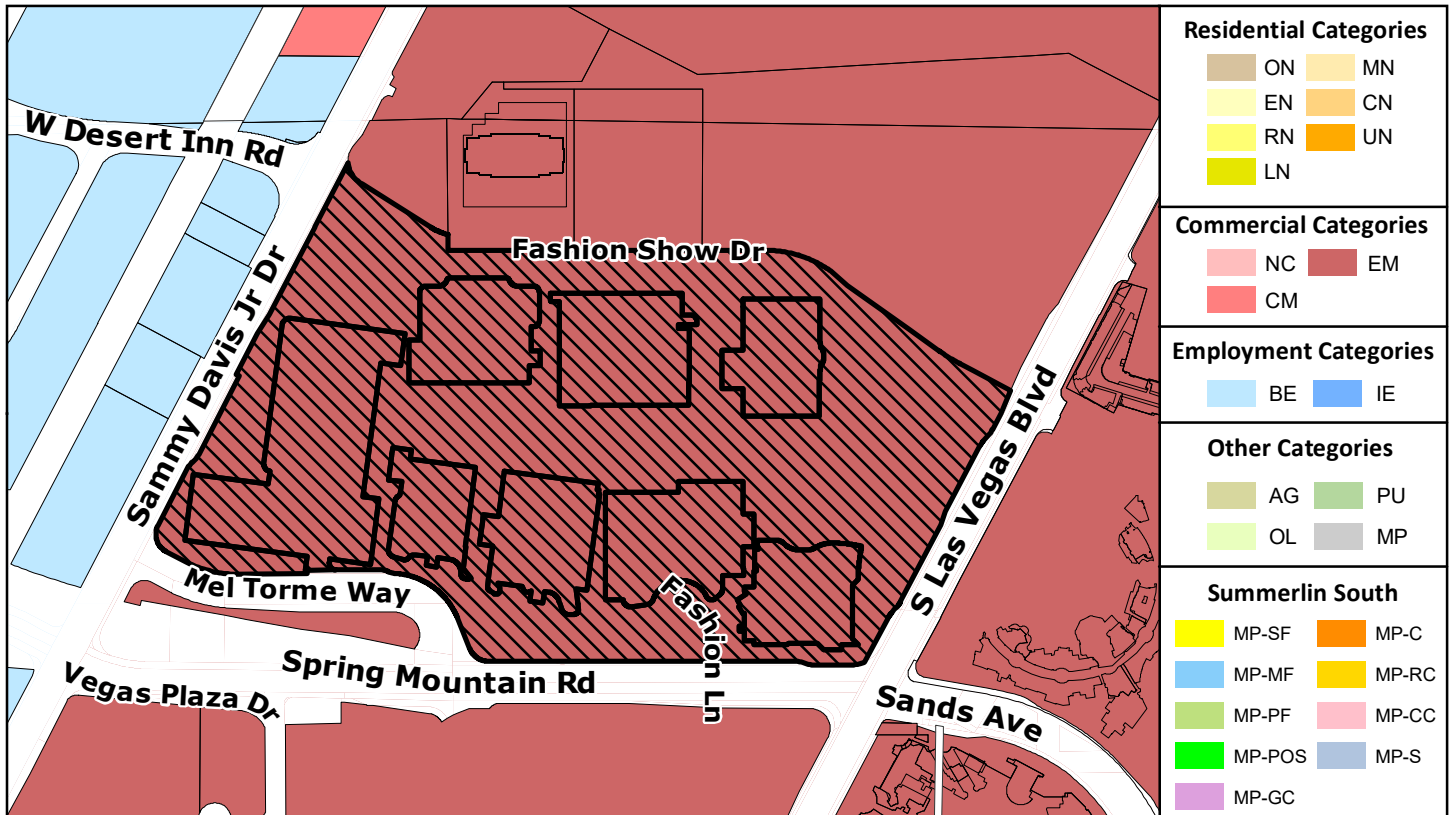 W Desert Inn Rd
Fashion Show Dr
Sammy Davis Jr Dr
S Las Vegas Blvd
Mel Torme Way
Fashion Ln
Spring Mountain Rd
Vegas Plaza Dr
Sands Ave
Residential Categories
ON MN
EN CN
RN UN
LN
Commercial Categories
NC EM
CM
Employment Categories
BE IE
Other Categories
AG PU
OL MP
Summerlin South
MP-SF MP-C
MP-MF MP-RC
MP-PF MP-CC
MP-POS MP-S
MP-GC